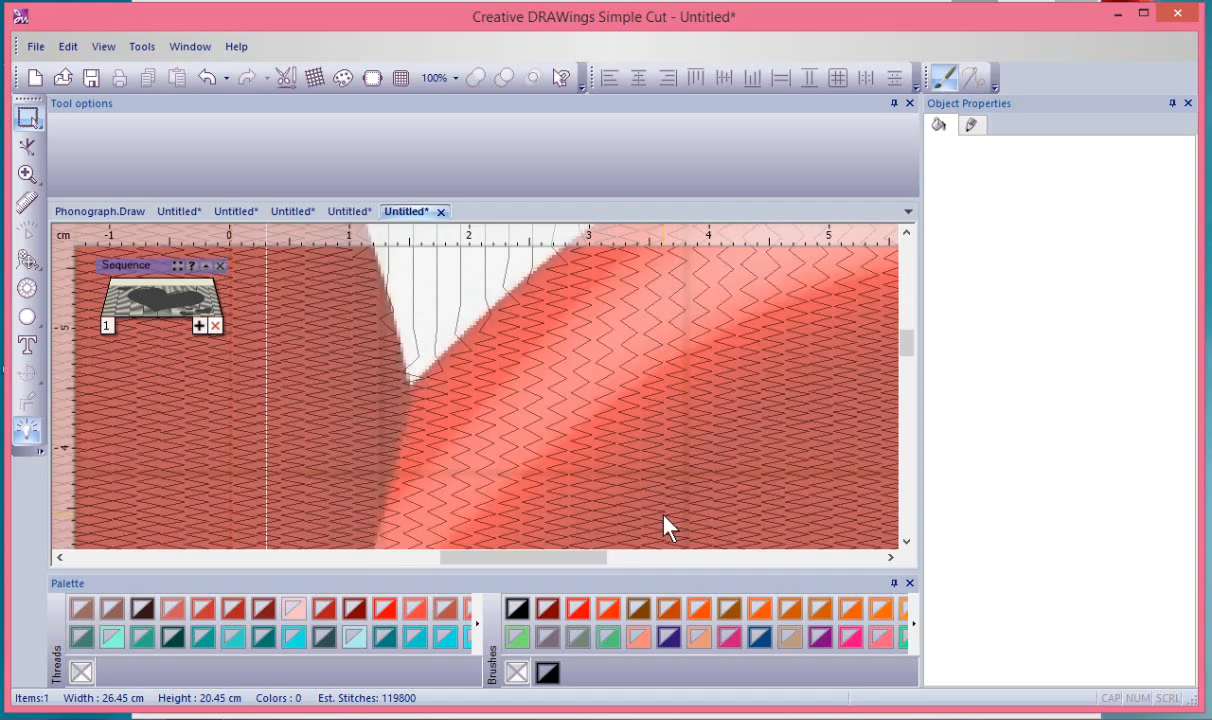 Creative DRAWings Simple Cut - Untitled*
File Edit View Tools Window Help
100%
Tool options
Object Properties
Phonograph.Draw Untitled* Untitled* Untitled* Untitled* Untitled*
cm -1 0 1 2 3 4 5
Sequence
1
5
4
Palette
Threads
Brushes
Items:1 Width : 26.45 cm Height : 20.45 cm Colors : 0 Est. Stitches: 119800 CAP NUM SCRL